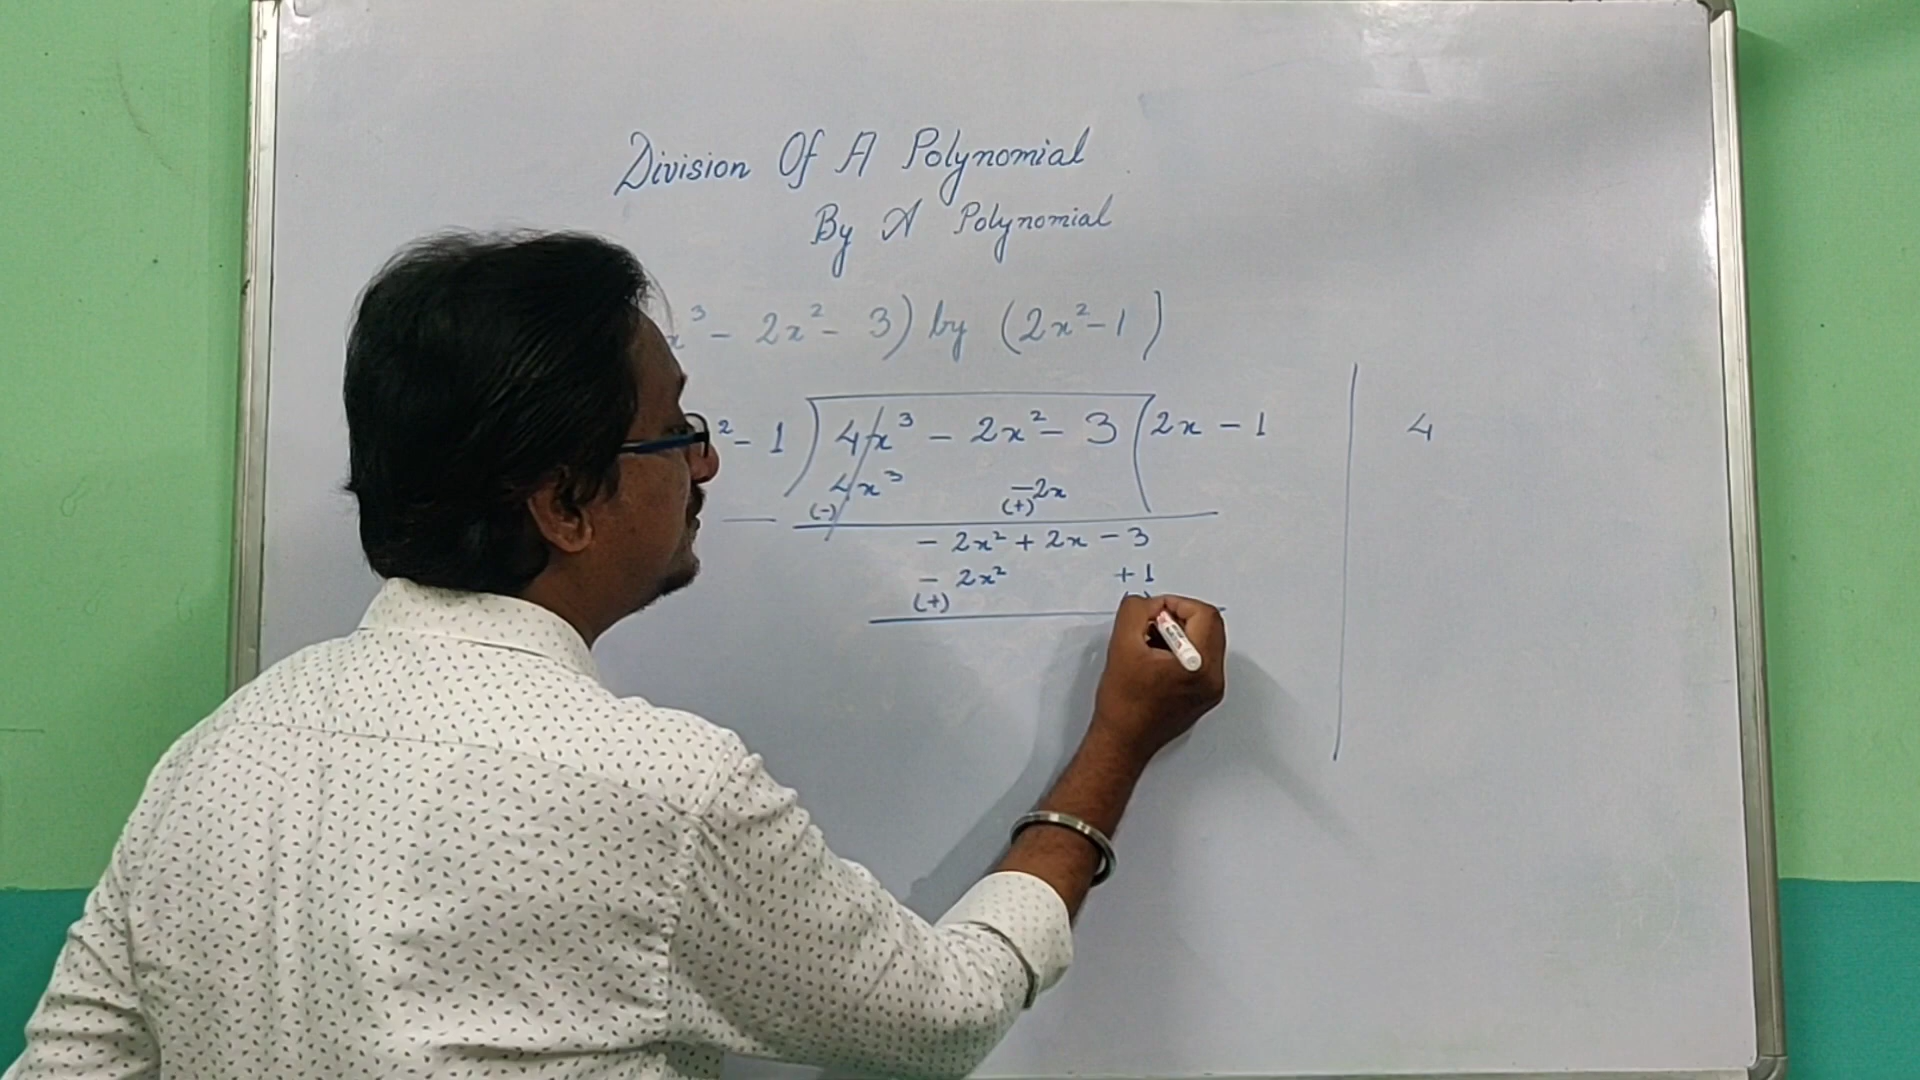 Division Of A Polynomial
By A Polynomial
x³ - 2x² - 3) by (2x² - 1)
² - 1) 4x³ - 2x² - 3 (2x - 1
4
4x³ - 2x
(-) (+)
- 2x² + 2x - 3
- 2x² + 1
(+)